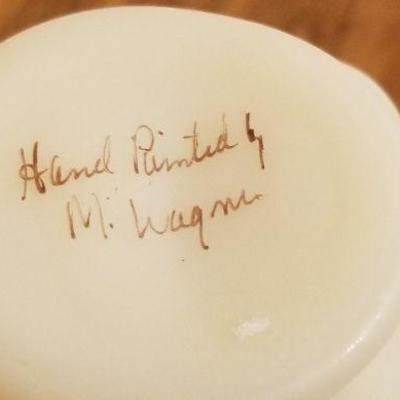 Hand Painted by
M. Wagner